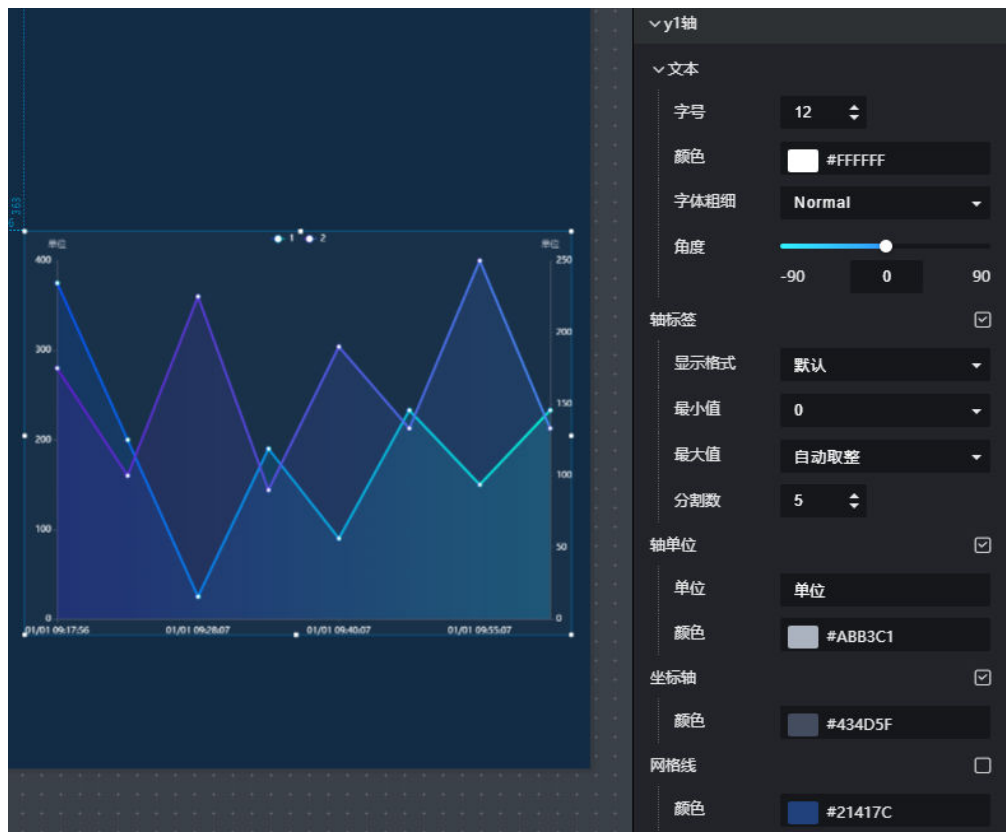 363
单位
1 2
单位
400
300
200
100
0
250
200
150
100
50
0
01/01 09:17:56 01/01 09:28:07 01/01 09:40:07 01/01 09:55:07
y1轴
文本
字号 12
颜色 #FFFFFF
字体粗细 Normal
角度
-90 0 90
轴标签
显示格式 默认
最小值 0
最大值 自动取整
分割数 5
轴单位
单位 单位
颜色 #ABB3C1
坐标轴
颜色 #434D5F
网格线
颜色 #21417C